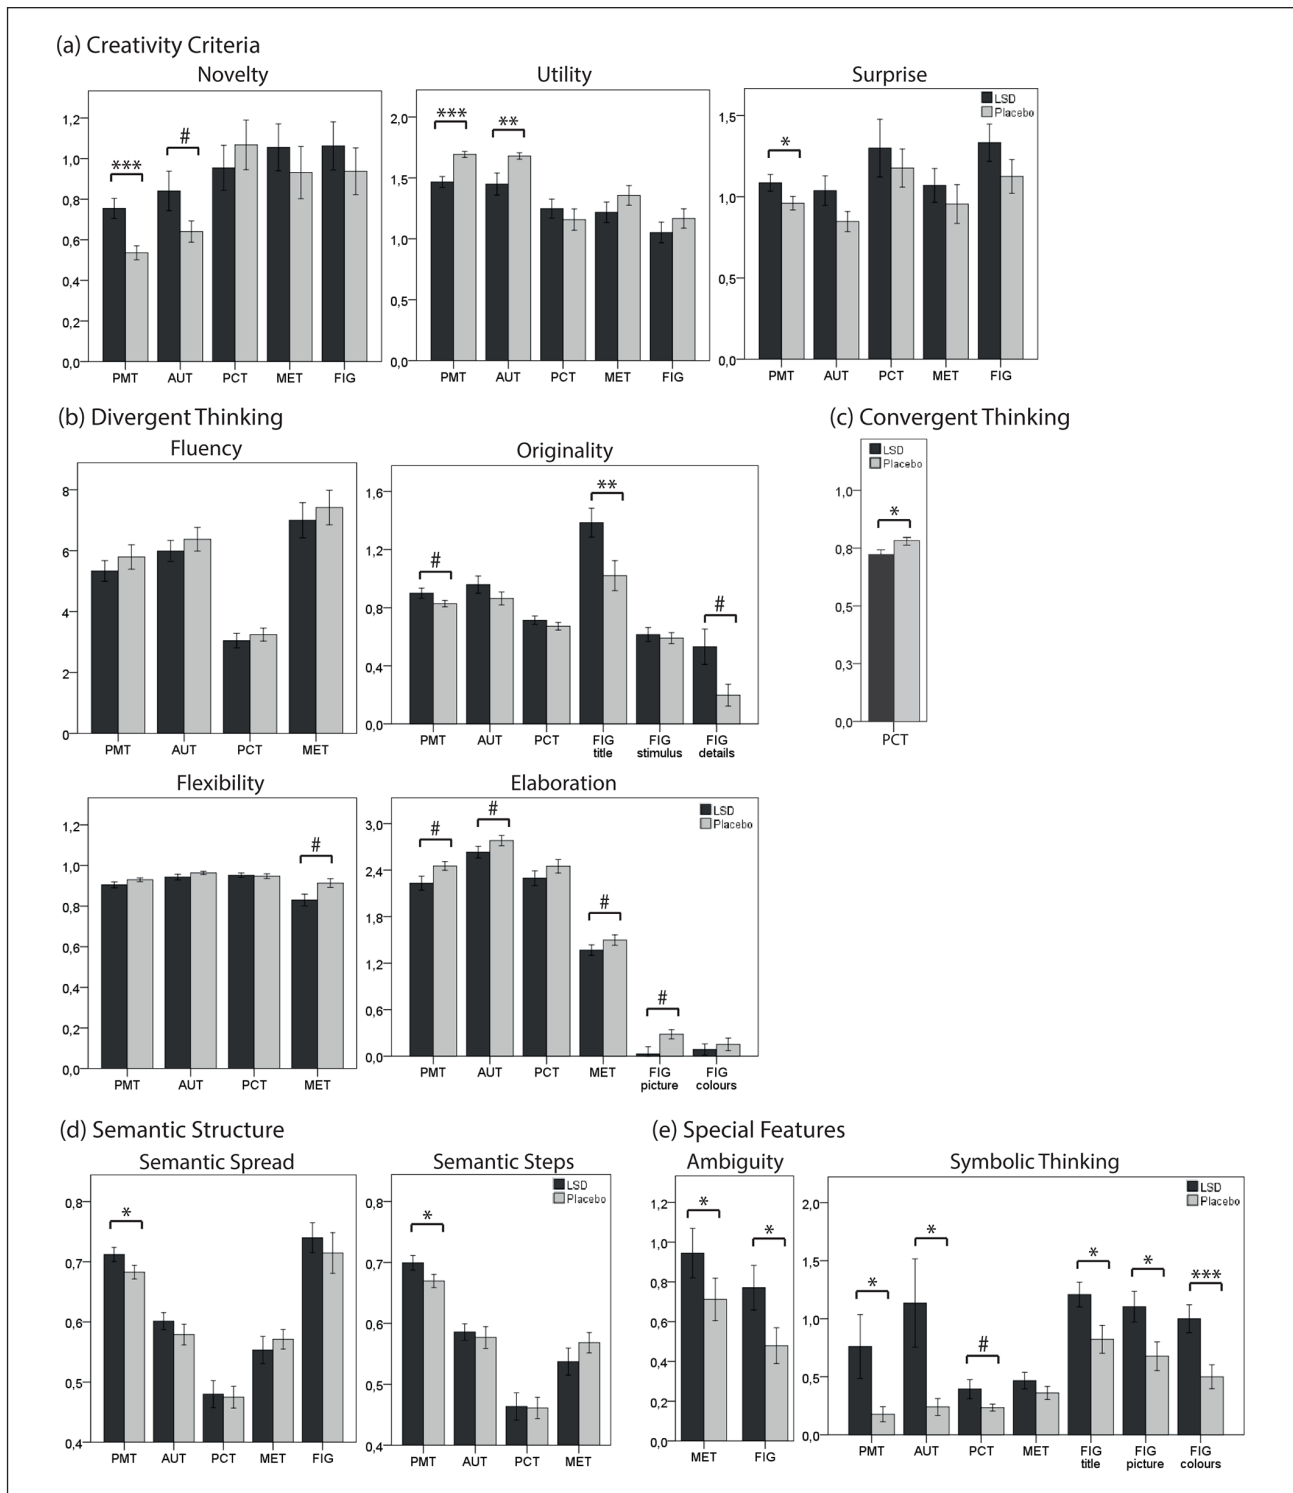 (a) Creativity Criteria
Novelty
Utility
Surprise
1,2
1,0
0,8
0,6
0,4
0,2
0,0
***
#
PMT AUT PCT MET FIG
2,0
1,5
1,0
0,5
0,0
***
**
PMT AUT PCT MET FIG
LSD
Placebo
1,5
1,0
0,5
0,0
*
PMT AUT PCT MET FIG
(b) Divergent Thinking
Fluency
8
6
4
2
0
PMT AUT PCT MET
Originality
1,6
1,2
0,8
0,4
0,0
#
**
#
PMT AUT PCT FIG FIG FIG
title stimulus details
(c) Convergent Thinking
LSD
Placebo
1,0
0,8
0,5
0,3
0,0
*
PCT
Flexibility
1,2
1,0
0,8
0,6
0,4
0,2
0,0
#
PMT AUT PCT MET
Elaboration
LSD
Placebo
3,0
2,4
1,8
1,2
0,6
0,0
#
#
#
#
PMT AUT PCT MET FIG FIG
picture colours
(d) Semantic Structure
Semantic Spread
0,8
0,7
0,6
0,5
0,4
*
PMT AUT PCT MET FIG
Semantic Steps
LSD
Placebo
0,8
0,7
0,6
0,5
0,4
*
PMT AUT PCT MET
(e) Special Features
Ambiguity
1,2
1,0
0,8
0,6
0,4
0,2
0,0
*
*
MET FIG
Symbolic Thinking
LSD
Placebo
2,0
1,5
1,0
0,5
0,0
*
*
#
*
*
***
PMT AUT PCT MET FIG FIG FIG
title picture colours